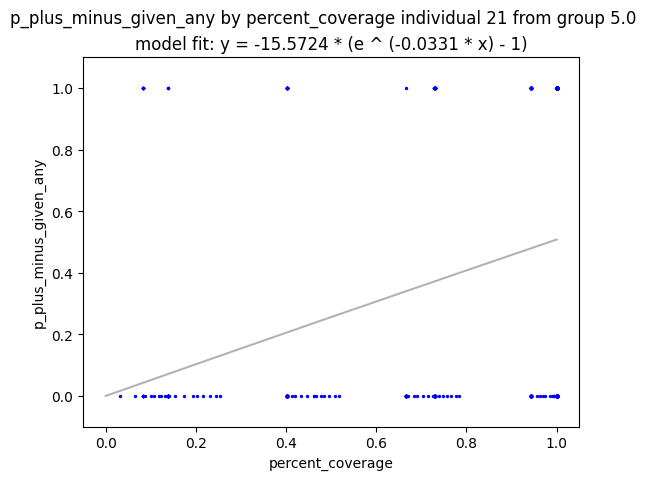 p_plus_minus_given_any by percent_coverage individual 21 from group 5.0
model fit: y = -15.5724 * (e ^ (-0.0331 * x) - 1)
1.0
0.8
0.6
0.4
0.2
0.0
p_plus_minus_given_any
0.0 0.2 0.4 0.6 0.8 1.0
percent_coverage